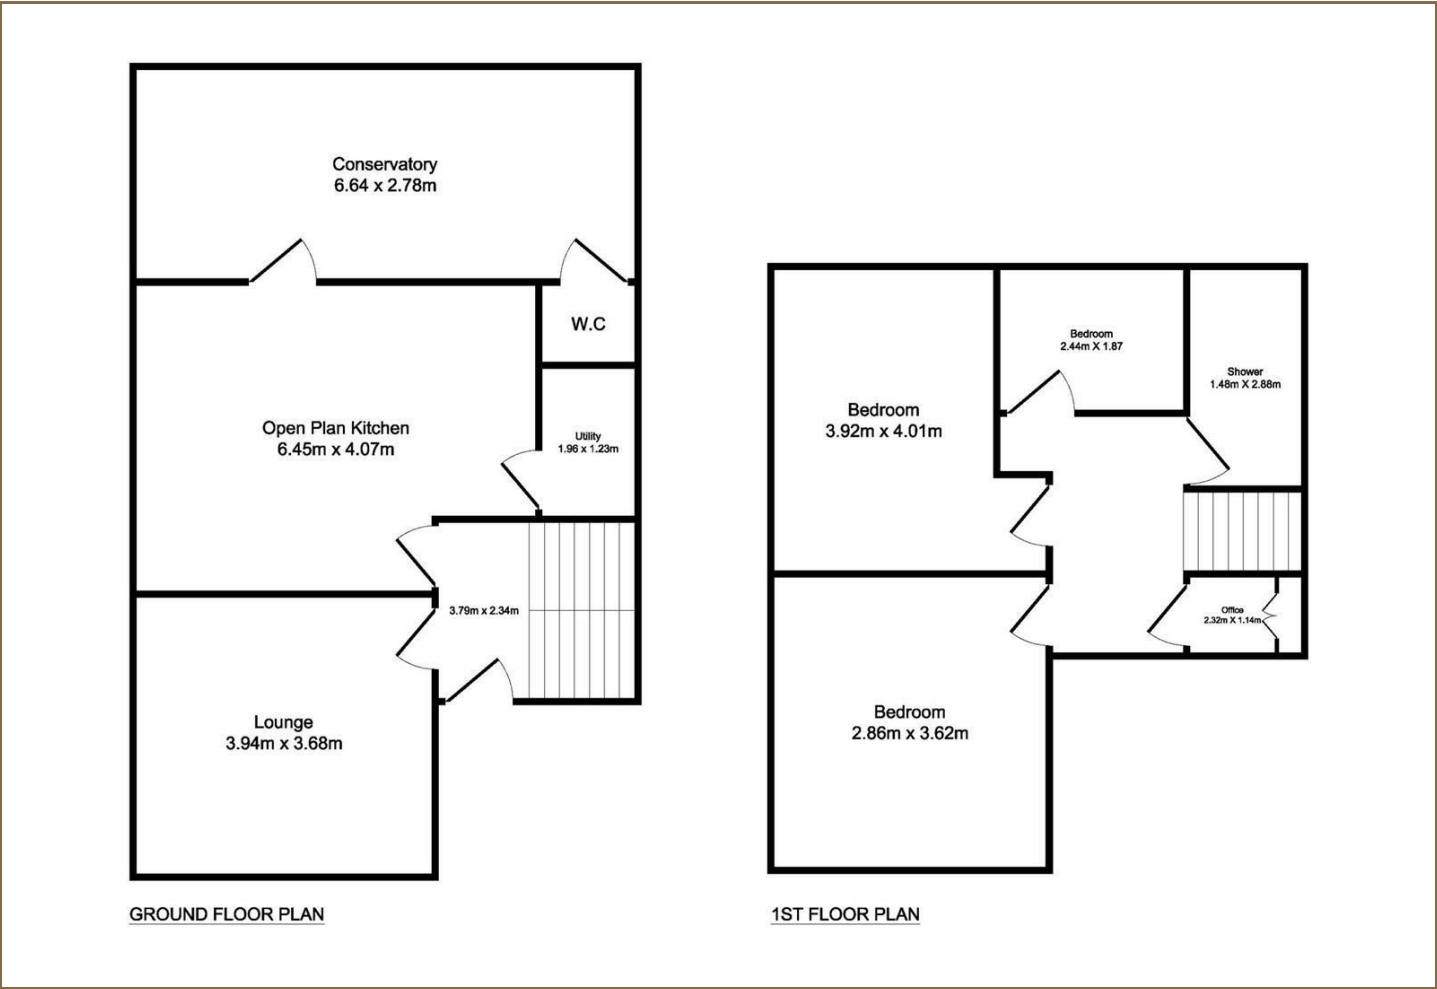 Conservatory
6.64 x 2.78m
W.C
Open Plan Kitchen
6.45m x 4.07m
Utility
1.96 x 1.23m
3.79m x 2.34m
Lounge
3.94m x 3.68m
GROUND FLOOR PLAN
Bedroom
2.44m X 1.87
Shower
1.48m X 2.88m
Bedroom
3.92m x 4.01m
Office
2.32m X 1.14m
Bedroom
2.86m x 3.62m
1ST FLOOR PLAN